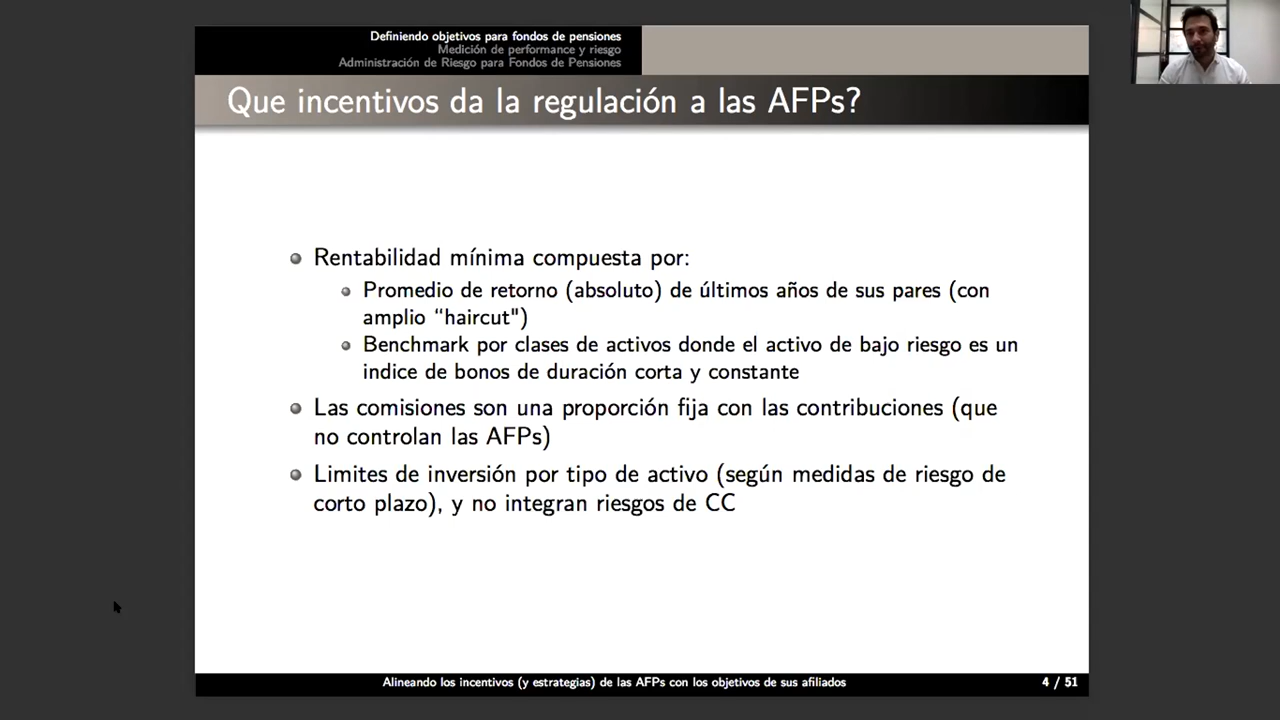 Definiendo objetivos para fondos de pensiones
Medición de performance y riesgo
Administración de Riesgo para Fondos de Pensiones
Que incentivos da la regulación a las AFPs?
Rentabilidad mínima compuesta por:
Promedio de retorno (absoluto) de últimos años de sus pares (con
amplio “haircut")
Benchmark por clases de activos donde el activo de bajo riesgo es un
indice de bonos de duración corta y constante
Las comisiones son una proporción fija con las contribuciones (que
no controlan las AFPs)
Limites de inversión por tipo de activo (según medidas de riesgo de
corto plazo), y no integran riesgos de CC
Alineando los incentivos (y estrategias) de las AFPs con los objetivos de sus afiliados
4 / 51